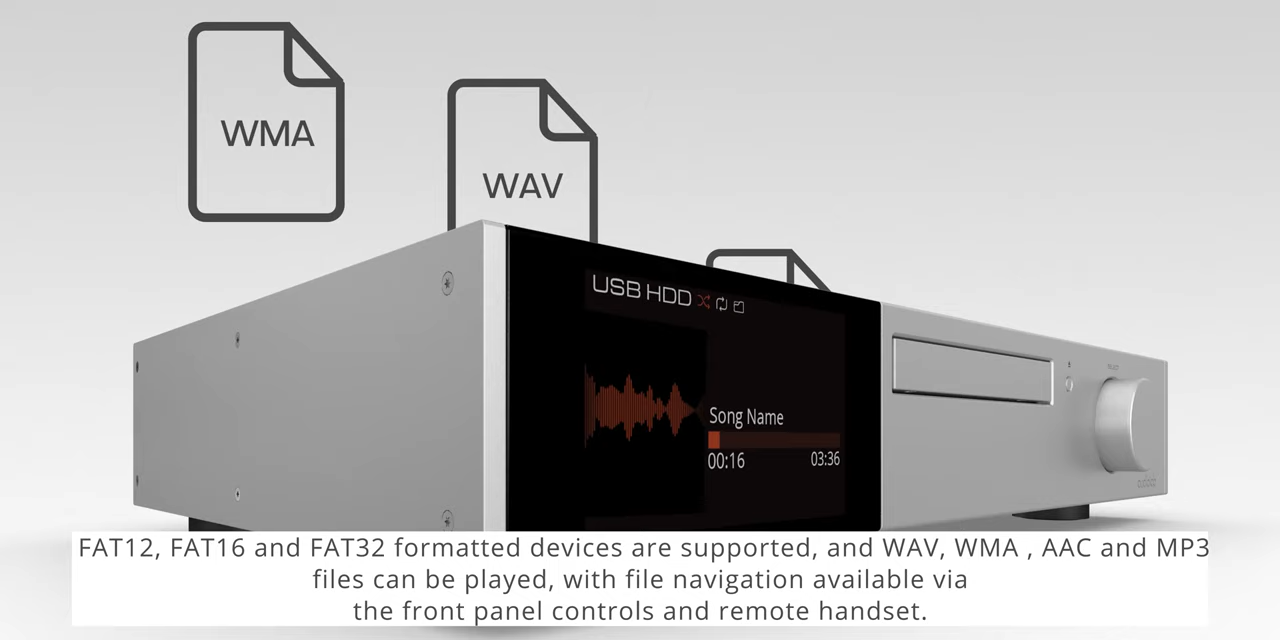 WMA
WAV
USB HDD
Song Name
00:16
03:36
SELECT
audiolab
FAT12, FAT16 and FAT32 formatted devices are supported, and WAV, WMA , AAC and MP3
files can be played, with file navigation available via
the front panel controls and remote handset.